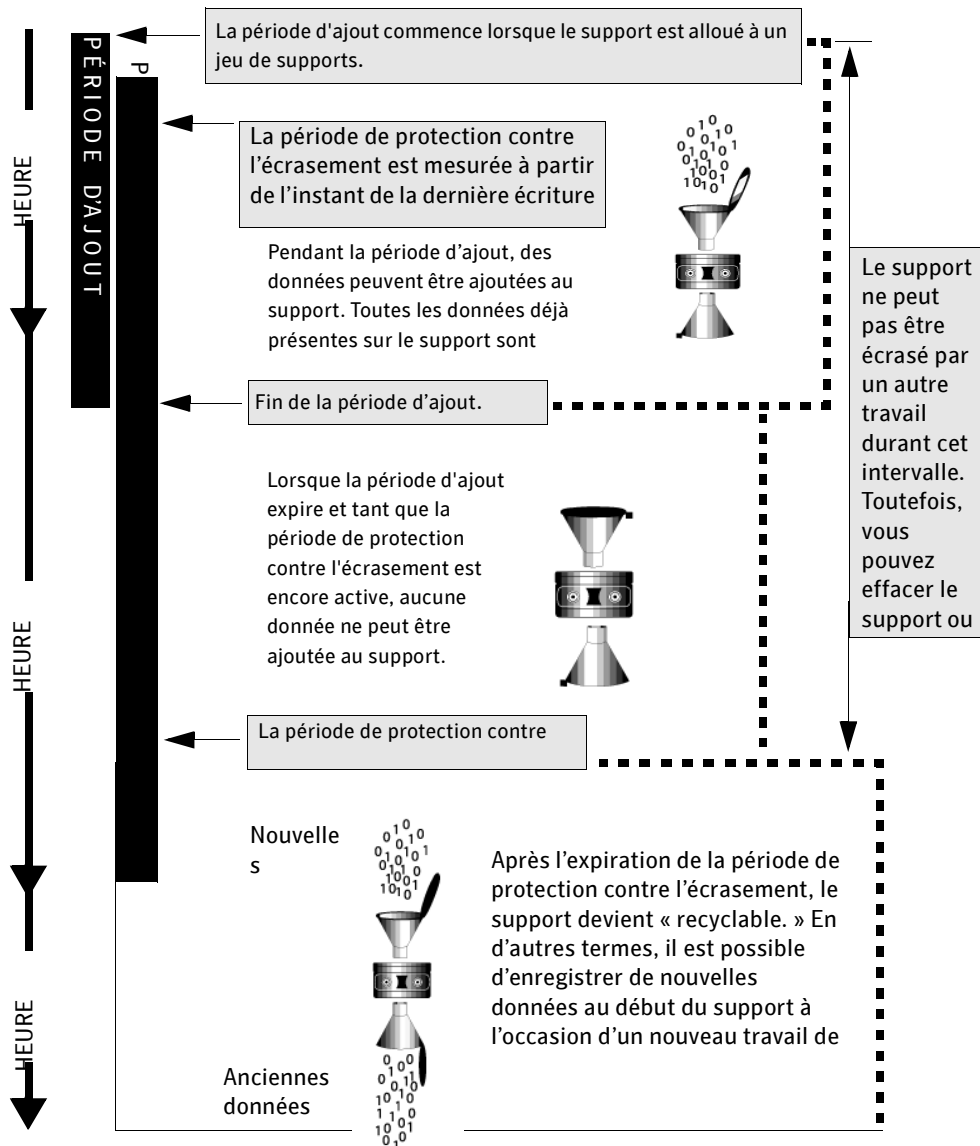 La période d'ajout commence lorsque le support est alloué à un
jeu de supports.
PÉRIODE D’AJOUT
P
HEURE
La période de protection contre
l’écrasement est mesurée à partir
de l’instant de la dernière écriture
Pendant la période d’ajout, des
données peuvent être ajoutées au
support. Toutes les données déjà
présentes sur le support sont
Le support
ne peut
pas être
écrasé par
un autre
travail
durant cet
intervalle.
Toutefois,
vous
pouvez
effacer le
support ou
Fin de la période d’ajout.
Lorsque la période d'ajout
expire et tant que la
période de protection
contre l'écrasement est
encore active, aucune
donnée ne peut être
ajoutée au support.
HEURE
La période de protection contre
Nouvelle
s
Après l’expiration de la période de
protection contre l’écrasement, le
support devient « recyclable. » En
d’autres termes, il est possible
d’enregistrer de nouvelles
données au début du support à
l’occasion d’un nouveau travail de
HEURE
Anciennes
données